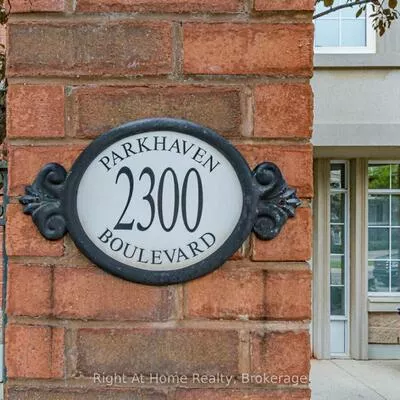 PARKHAVEN
2300
BOULEVARD
Right At Home Realty, Brokerage